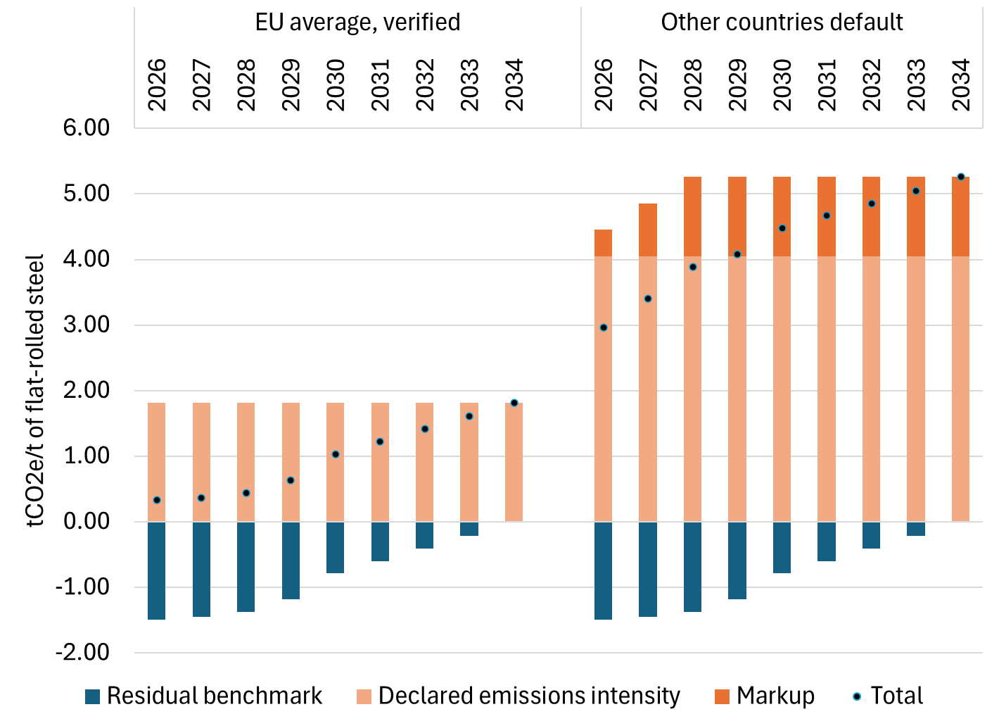 EU average, verified
Other countries default
2026 2027 2028 2029 2030 2031 2032 2033 2034
2026 2027 2028 2029 2030 2031 2032 2033 2034
tCO2e/t of flat-rolled steel
6.00
5.00
4.00
3.00
2.00
1.00
0.00
-1.00
-2.00
Residual benchmark
Declared emissions intensity
Markup
Total